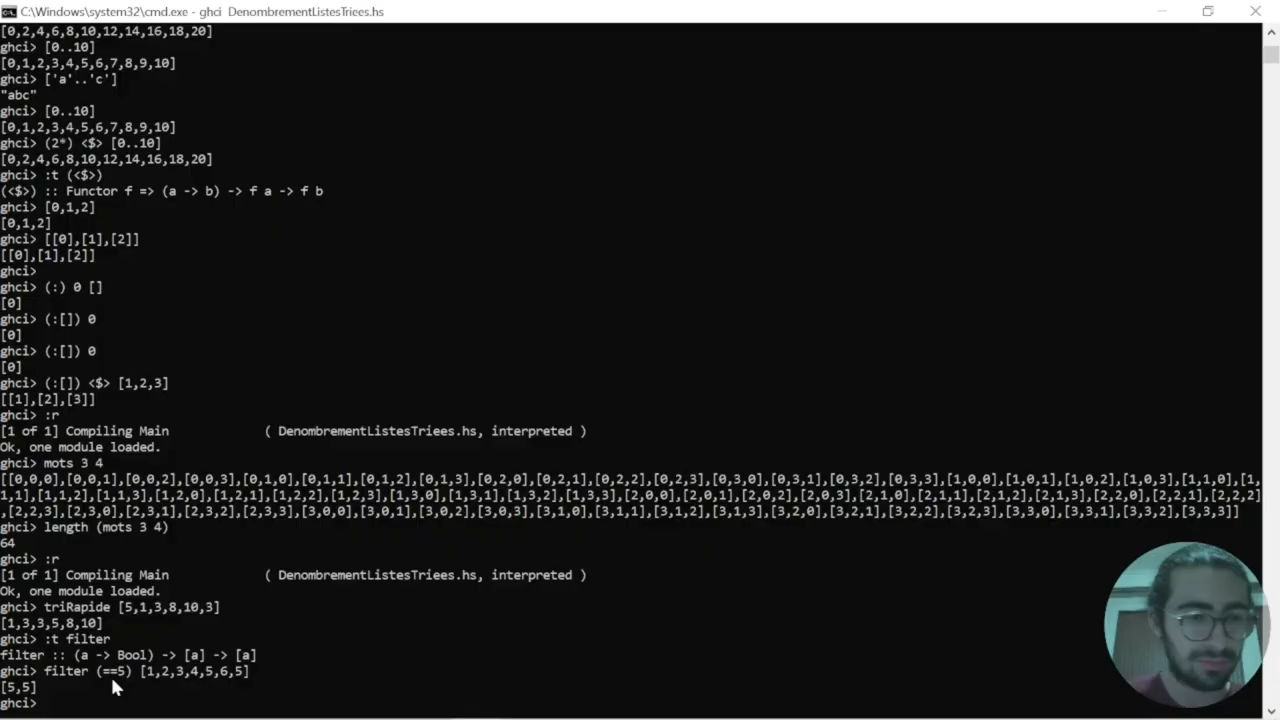 C:\Windows\system32\cmd.exe - ghci DenombrementListesTriees.hs
[0,2,4,6,8,10,12,14,16,18,20]
ghci> [0..10]
[0,1,2,3,4,5,6,7,8,9,10]
ghci> ['a'..'c']
"abc"
ghci> [0..10]
[0,1,2,3,4,5,6,7,8,9,10]
ghci> (2*) <$> [0..10]
[0,2,4,6,8,10,12,14,16,18,20]
ghci> :t (<$>)
(<$>) :: Functor f => (a -> b) -> f a -> f b
ghci> [0,1,2]
[0,1,2]
ghci> [[0],[1],[2]]
[[0],[1],[2]]
ghci>
ghci> (:) 0 []
[0]
ghci> (:[]) 0
[0]
ghci> (:[]) 0
[0]
ghci> (:[]) <$> [1,2,3]
[[1],[2],[3]]
ghci> :r
[1 of 1] Compiling Main ( DenombrementListesTriees.hs, interpreted )
Ok, one module loaded.
ghci> mots 3 4
[[0,0,0],[0,0,1],[0,0,2],[0,0,3],[0,1,0],[0,1,1],[0,1,2],[0,1,3],[0,2,0],[0,2,1],[0,2,2],[0,2,3],[0,3,0],[0,3,1],[0,3,2],[0,3,3],[1,0,0],[1,0,1],[1,0,2],[1,0,3],[1,1,0],[1,
1,1],[1,1,2],[1,1,3],[1,2,0],[1,2,1],[1,2,2],[1,2,3],[1,3,0],[1,3,1],[1,3,2],[1,3,3],[2,0,0],[2,0,1],[2,0,2],[2,0,3],[2,1,0],[2,1,1],[2,1,2],[2,1,3],[2,2,0],[2,2,1],[2,2,2]
,[2,2,3],[2,3,0],[2,3,1],[2,3,2],[2,3,3],[3,0,0],[3,0,1],[3,0,2],[3,0,3],[3,1,0],[3,1,1],[3,1,2],[3,1,3],[3,2,0],[3,2,1],[3,2,2],[3,2,3],[3,3,0],[3,3,1],[3,3,2],[3,3,3]]
ghci> length (mots 3 4)
64
ghci> :r
[1 of 1] Compiling Main ( DenombrementListesTriees.hs, interpreted )
Ok, one module loaded.
ghci> triRapide [5,1,3,8,10,3]
[1,3,3,5,8,10]
ghci> :t filter
filter :: (a -> Bool) -> [a] -> [a]
ghci> filter (==5) [1,2,3,4,5,6,5]
[5,5]
ghci>